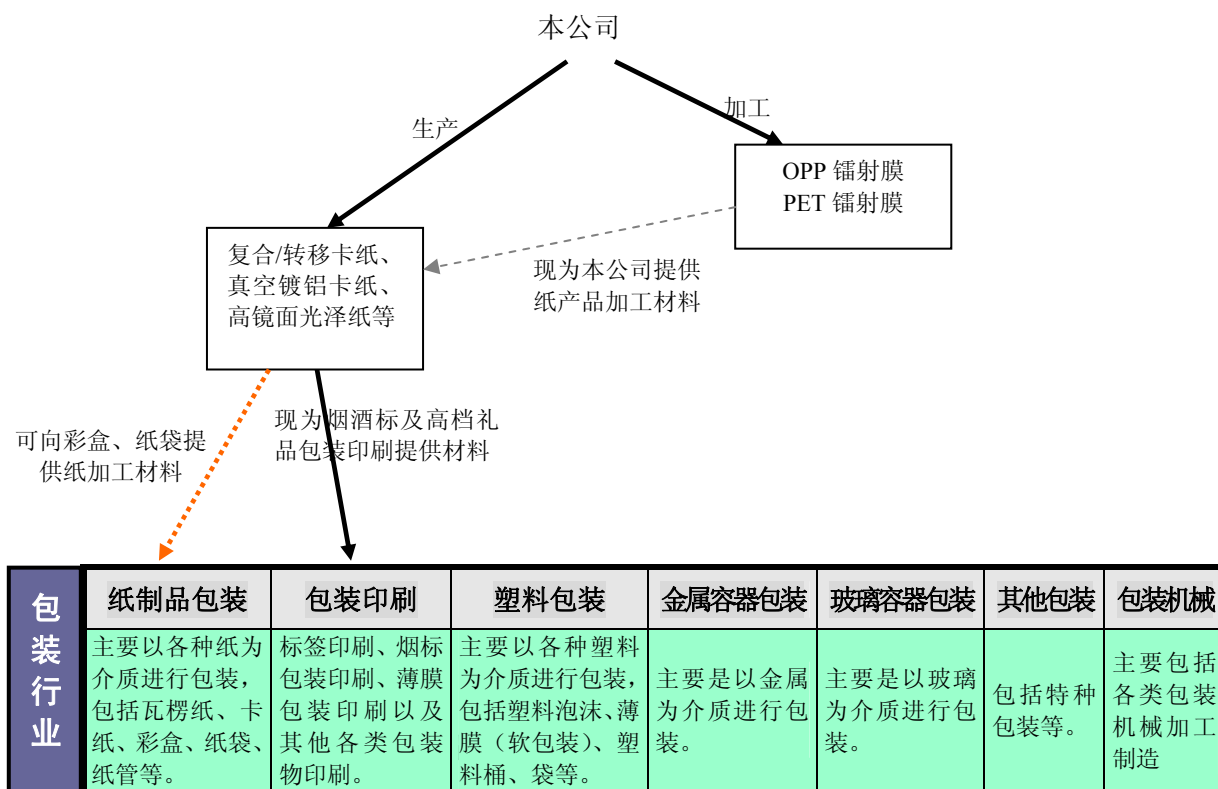 本公司
生产
加工
OPP 镭射膜
PET 镭射膜
复合/转移卡纸、
真空镀铝卡纸、
高镜面光泽纸等
现为本公司提供
纸产品加工材料
可向彩盒、纸袋提
供纸加工材料
现为烟酒标及高档礼
品包装印刷提供材料
包
装
行
业
纸制品包装
包装印刷
塑料包装
金属容器包装
玻璃容器包装
其他包装
包装机械
主要以各种纸为
介质进行包装，
包括瓦楞纸、卡
纸、彩盒、纸袋、
纸管等。
标签印刷、烟标
包装印刷、薄膜
包装印刷以及
其他各类包装
物印刷。
主要以各种塑料
为介质进行包装，
包括塑料泡沫、薄
膜（软包装）、塑
料桶、袋等。
主要是以金属
为介质进行包
装。
主要是以玻璃
为介质进行包
装。
包括特种
包装等。
主要包括
各类包装
机械加工
制造